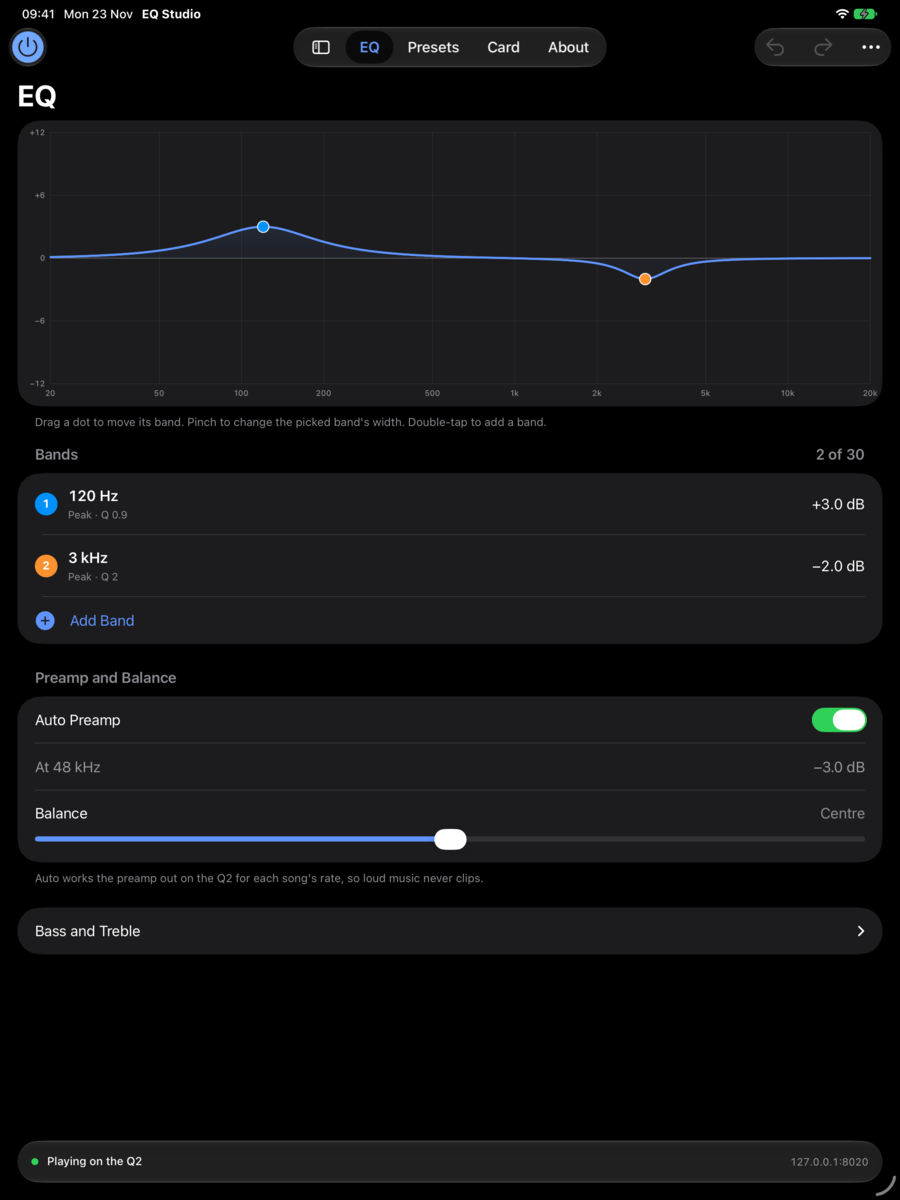 09:41 Mon 23 Nov EQ Studio
EQ Presets Card About
EQ
+12
+6
0
−6
−12
20 50 100 200 500 1k 2k 5k 10k 20k
Drag a dot to move its band. Pinch to change the picked band's width. Double-tap to add a band.
Bands 2 of 30
1 120 Hz +3.0 dB
Peak · Q 0.9
2 3 kHz −2.0 dB
Peak · Q 2
Add Band
Preamp and Balance
Auto Preamp
At 48 kHz −3.0 dB
Balance Centre
Auto works the preamp out on the Q2 for each song's rate, so loud music never clips.
Bass and Treble
Playing on the Q2 127.0.0.1:8020